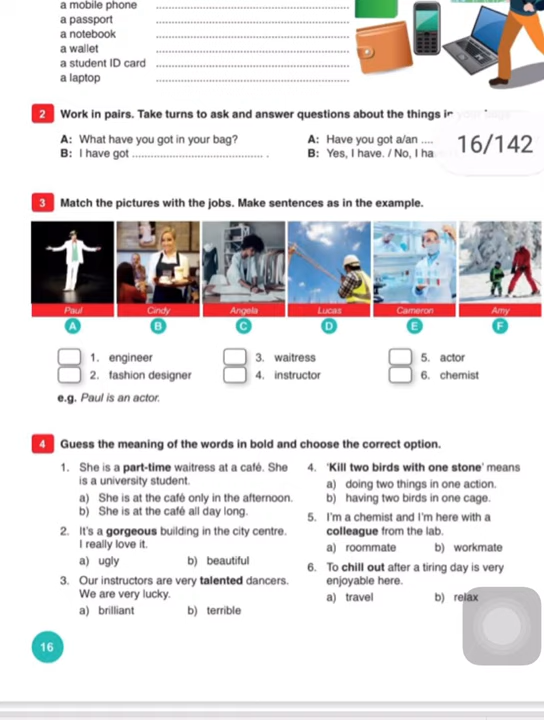 a mobile phone
a passport
a notebook
a wallet
a student ID card
a laptop
2 Work in pairs. Take turns to ask and answer questions about the things in
A: What have you got in your bag?
B: I have got ............................................ .
A: Have you got a/an ....
B: Yes, I have. / No, I ha
16/142
3 Match the pictures with the jobs. Make sentences as in the example.
Paul Cindy Angela Lucas Cameron Amy
A B C D E F
1. engineer
2. fashion designer
3. waitress
4. instructor
5. actor
6. chemist
e.g. Paul is an actor.
4 Guess the meaning of the words in bold and choose the correct option.
1. She is a part-time waitress at a café. She
is a university student.
a) She is at the café only in the afternoon.
b) She is at the café all day long.
2. It's a gorgeous building in the city centre.
I really love it.
a) ugly b) beautiful
3. Our instructors are very talented dancers.
We are very lucky.
a) brilliant b) terrible
4. 'Kill two birds with one stone' means
a) doing two things in one action.
b) having two birds in one cage.
5. I'm a chemist and I'm here with a
colleague from the lab.
a) roommate b) workmate
6. To chill out after a tiring day is very
enjoyable here.
a) travel b) relax
16